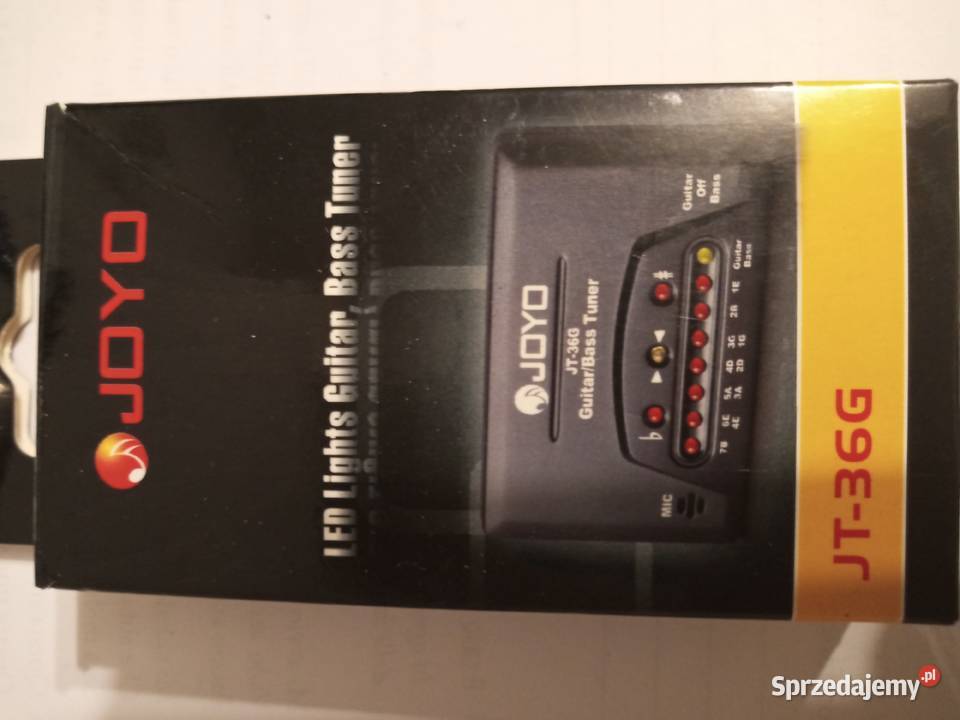 JOYO
LED Lights Guitar, Bass Tuner
JOYO
JT-36G
Guitar/Bass Tuner
♭ ▶ ◀ #
MIC
Guitar
Off
Bass
7B 6E 5A 4D 3G 2B 1E Guitar
4E 3A 2D 1G Bass
JT-36G
Sprzedajemy.pl